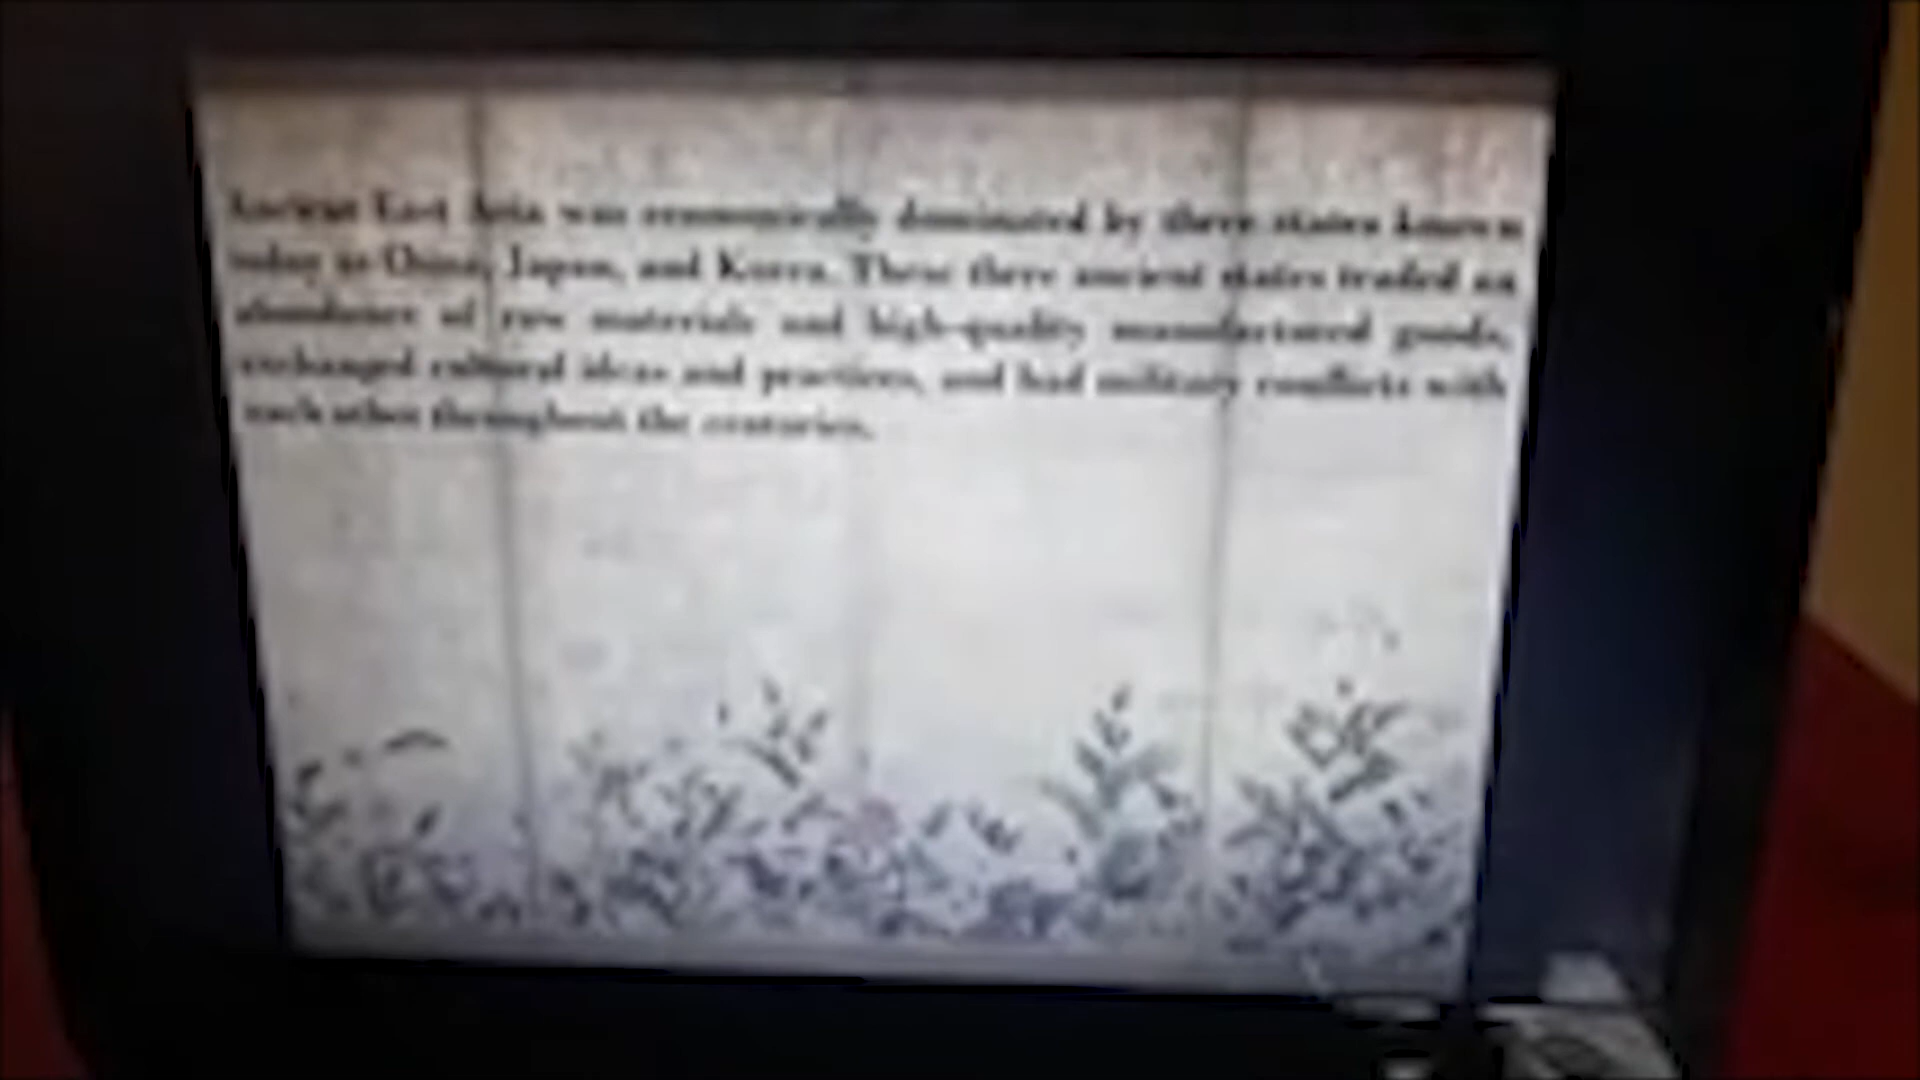 Ancient East Asia was economically dominated by three states known
today as China, Japan, and Korea. These three ancient states traded an
abundance of raw materials and high-quality manufactured goods,
exchanged cultural ideas and practices, and had military conflicts with
each other throughout the centuries.